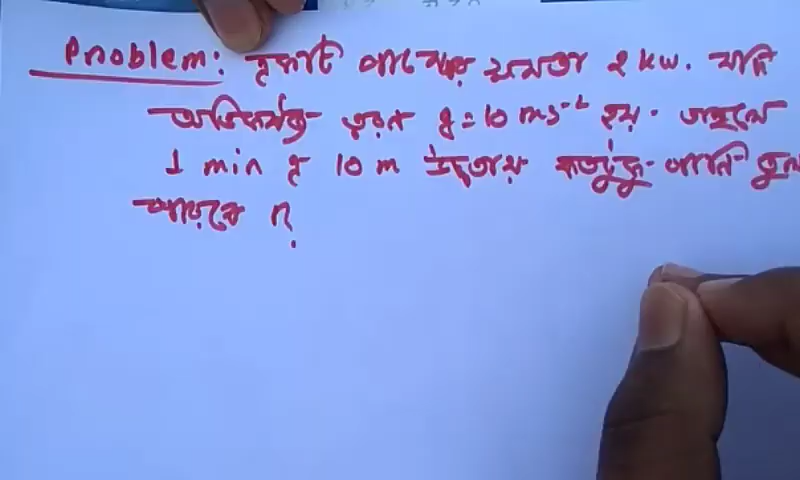 Problem: একটি পাম্পের ক্ষমতা 2 kw. যদি
অভিকর্ষজ ত্বরণ g = 10 ms⁻² হয়. তাহলে
1 min এ 10 m উচ্চতায় কতটুকু পানি তুল
পারবে ?